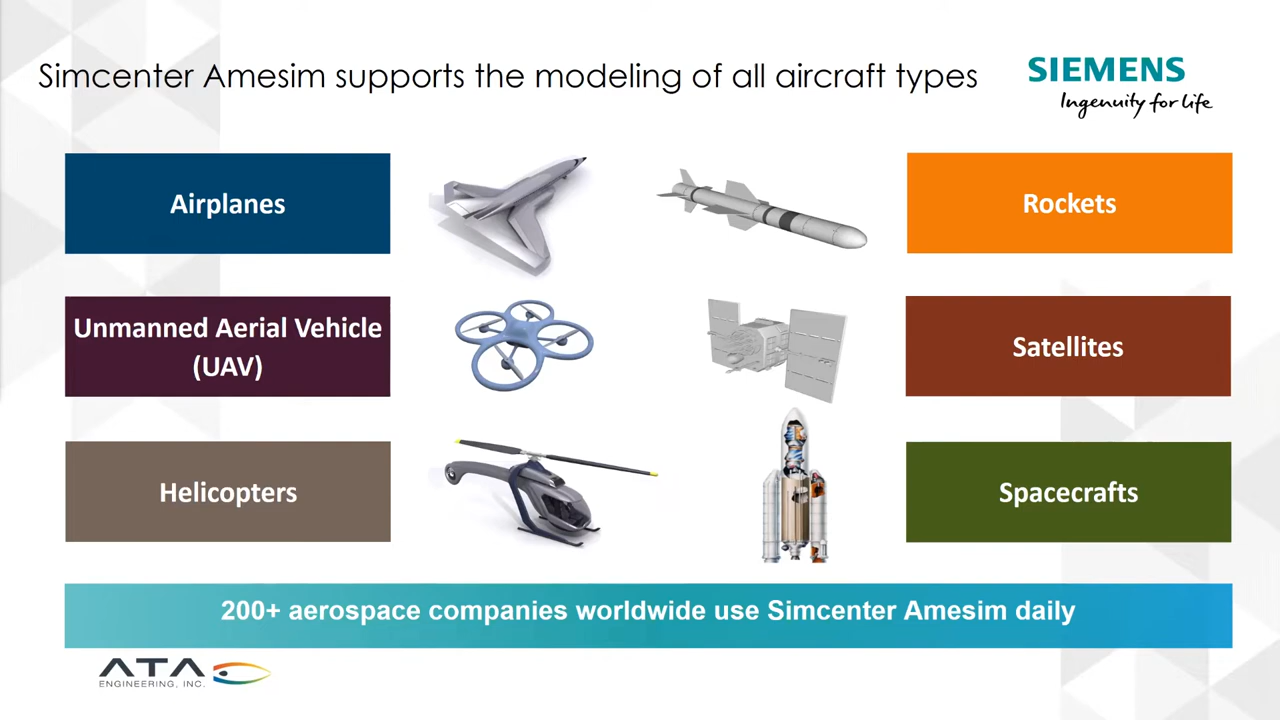 Simcenter Amesim supports the modeling of all aircraft types
SIEMENS
Ingenuity for life
Airplanes
Rockets
Unmanned Aerial Vehicle
(UAV)
Satellites
Helicopters
Spacecrafts
200+ aerospace companies worldwide use Simcenter Amesim daily
ATA
ENGINEERING, INC.